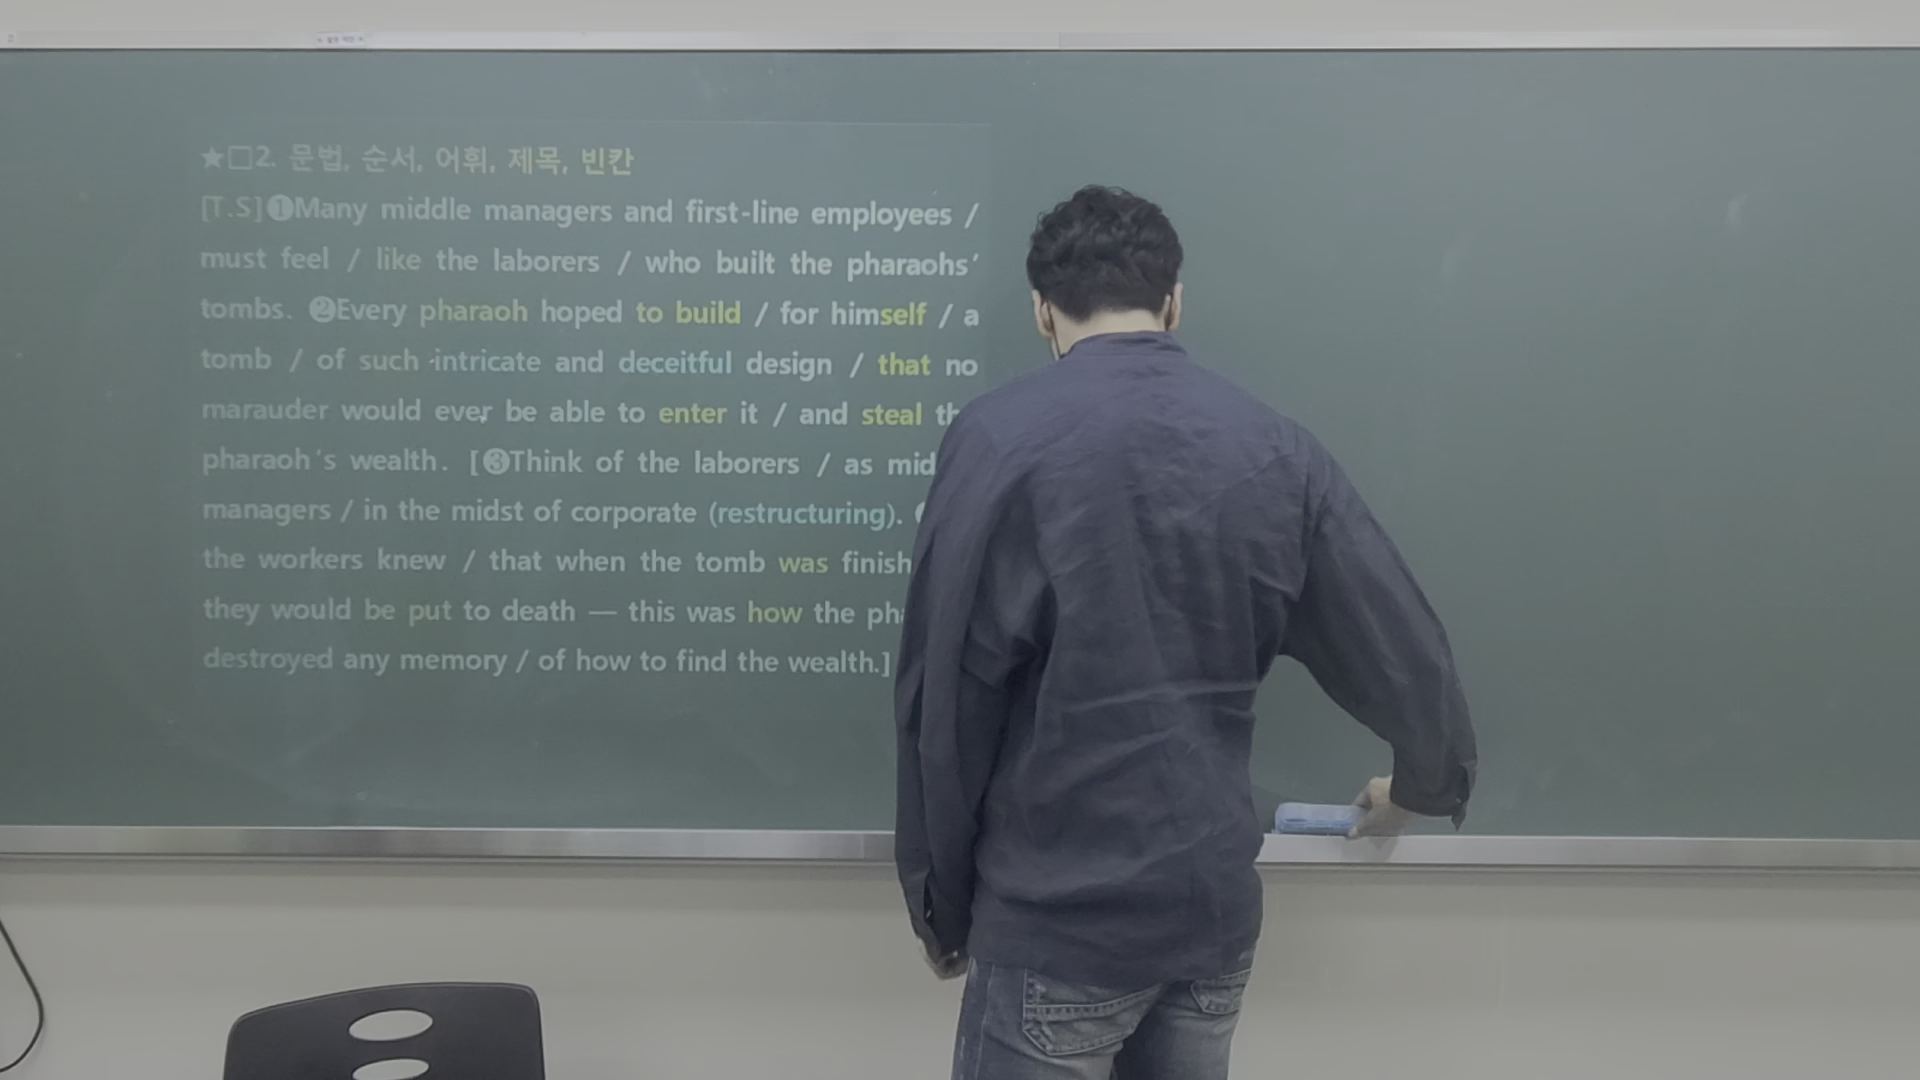 ★□2. 문법, 순서, 어휘, 제목, 빈칸
[T.S]❶Many middle managers and first-line employees /
must feel / like the laborers / who built the pharaohs’
tombs. ❷Every pharaoh hoped to build / for himself / a
tomb / of such intricate and deceitful design / that no
marauder would ever be able to enter it / and steal
pharaoh's wealth. [❸Think of the laborers / as
managers / in the midst of corporate (restructuring).
the workers knew / that when the tomb was
they would be put to death — this was how the
destroyed any memory / of how to find the wealth.]